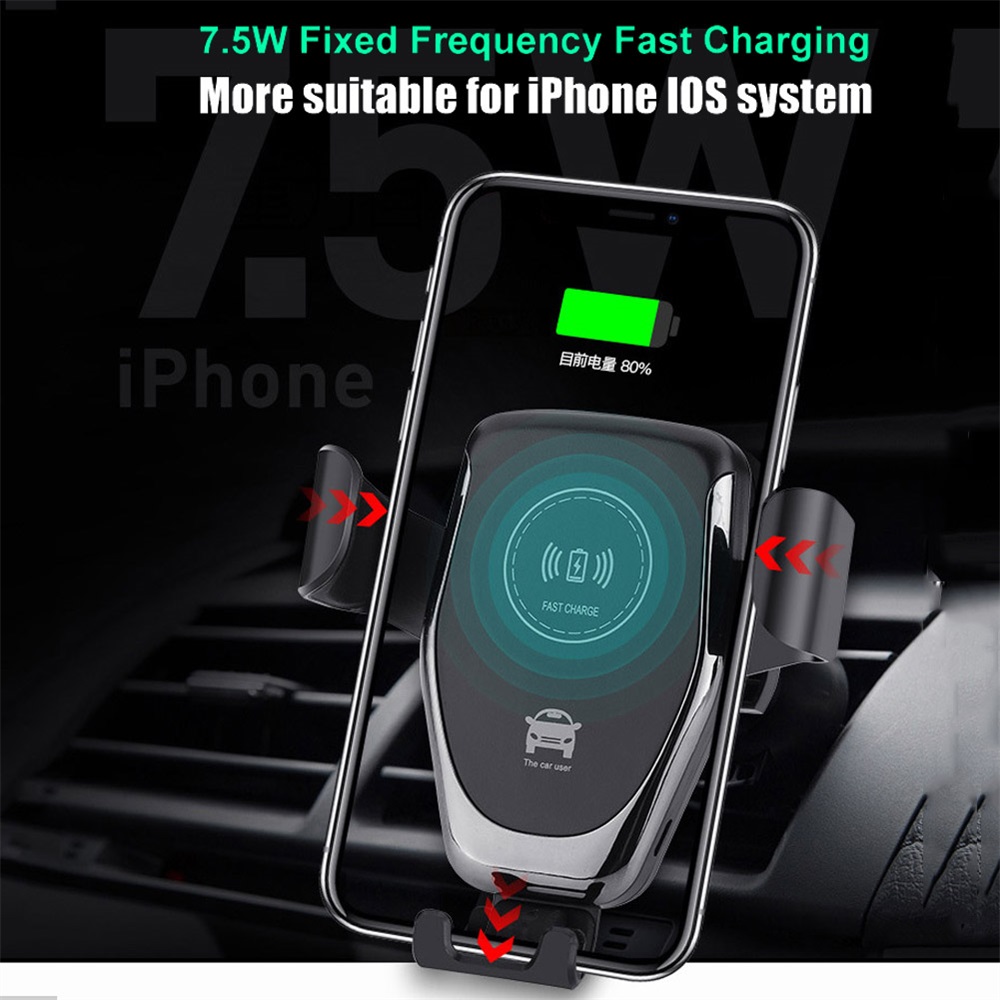 7.5W Fixed Frequency Fast Charging
More suitable for iPhone IOS system
7.5W
iPhone
目前电量 80%
FAST CHARGE
The car user